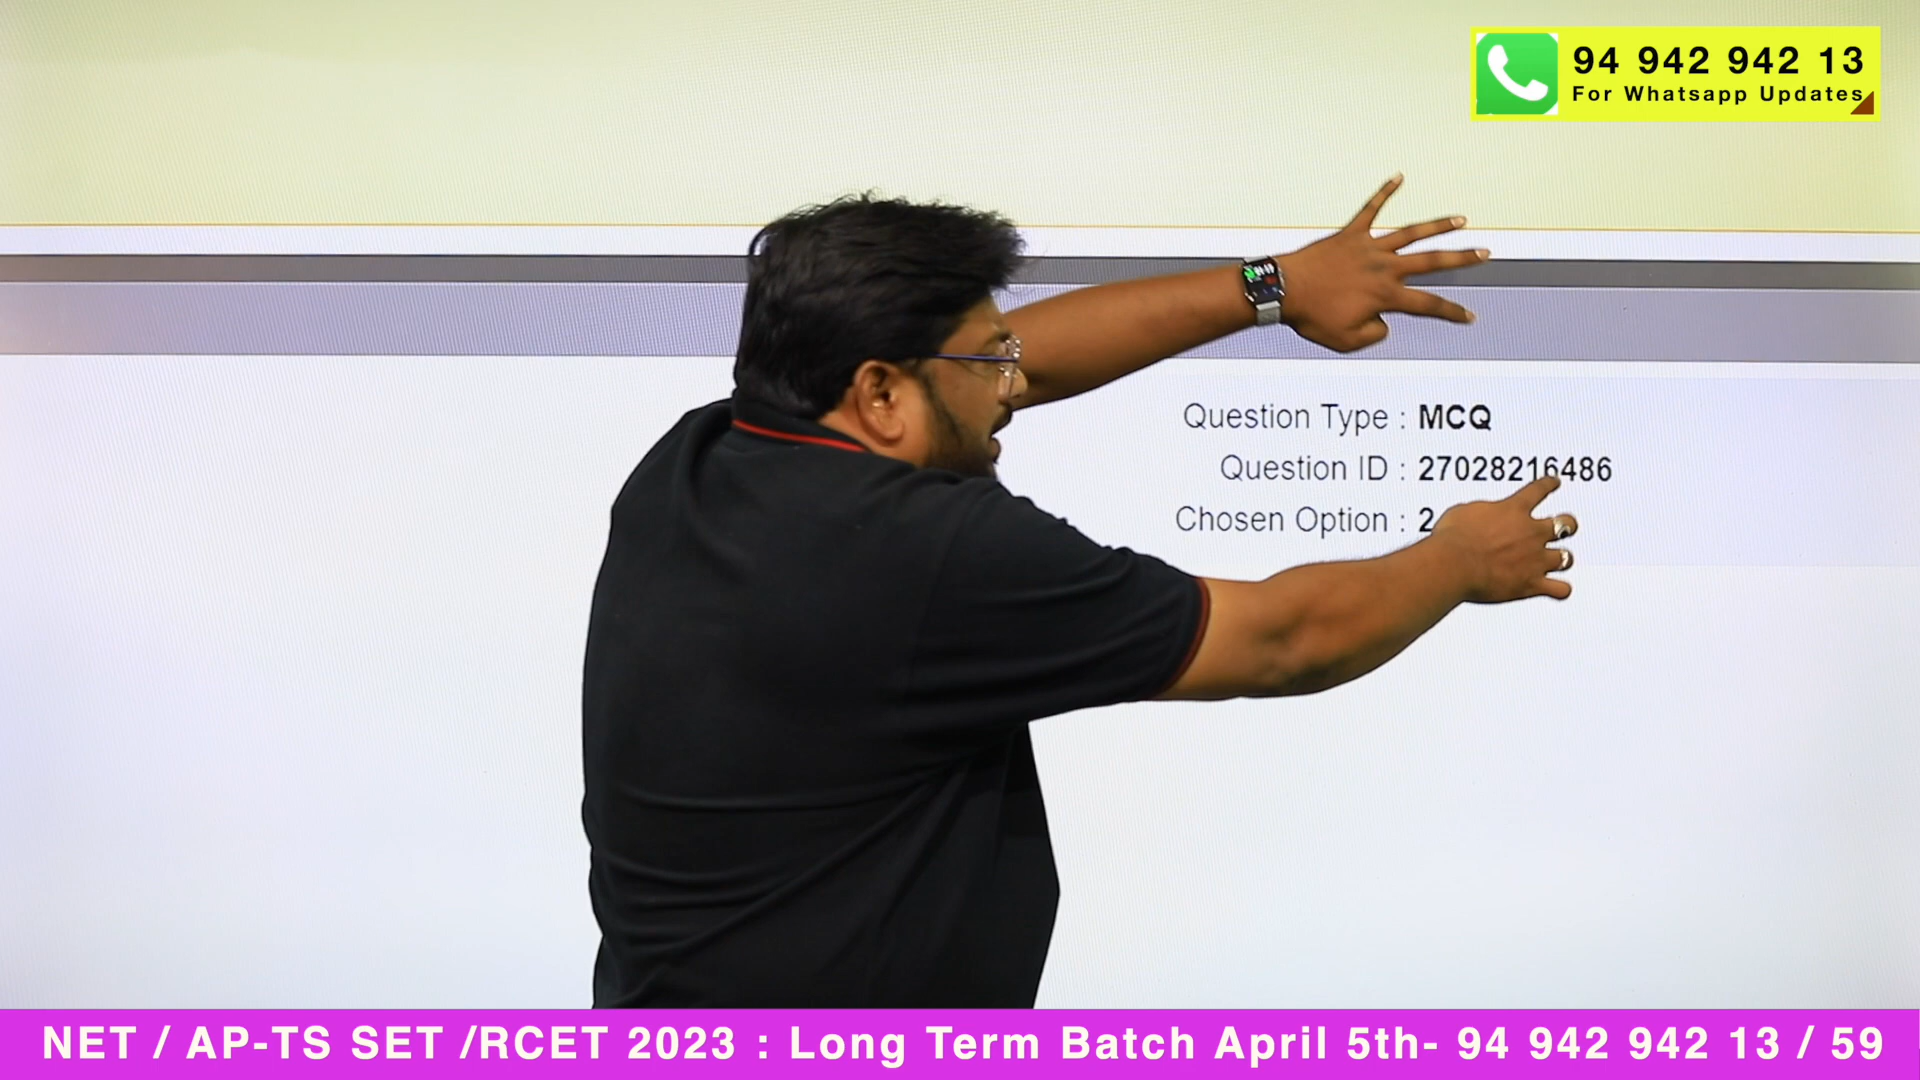 94 942 942 13
For Whatsapp Updates
Question Type : MCQ
Question ID : 27028216486
Chosen Option : 2
NET / AP-TS SET /RCET 2023 : Long Term Batch April 5th- 94 942 942 13 / 59